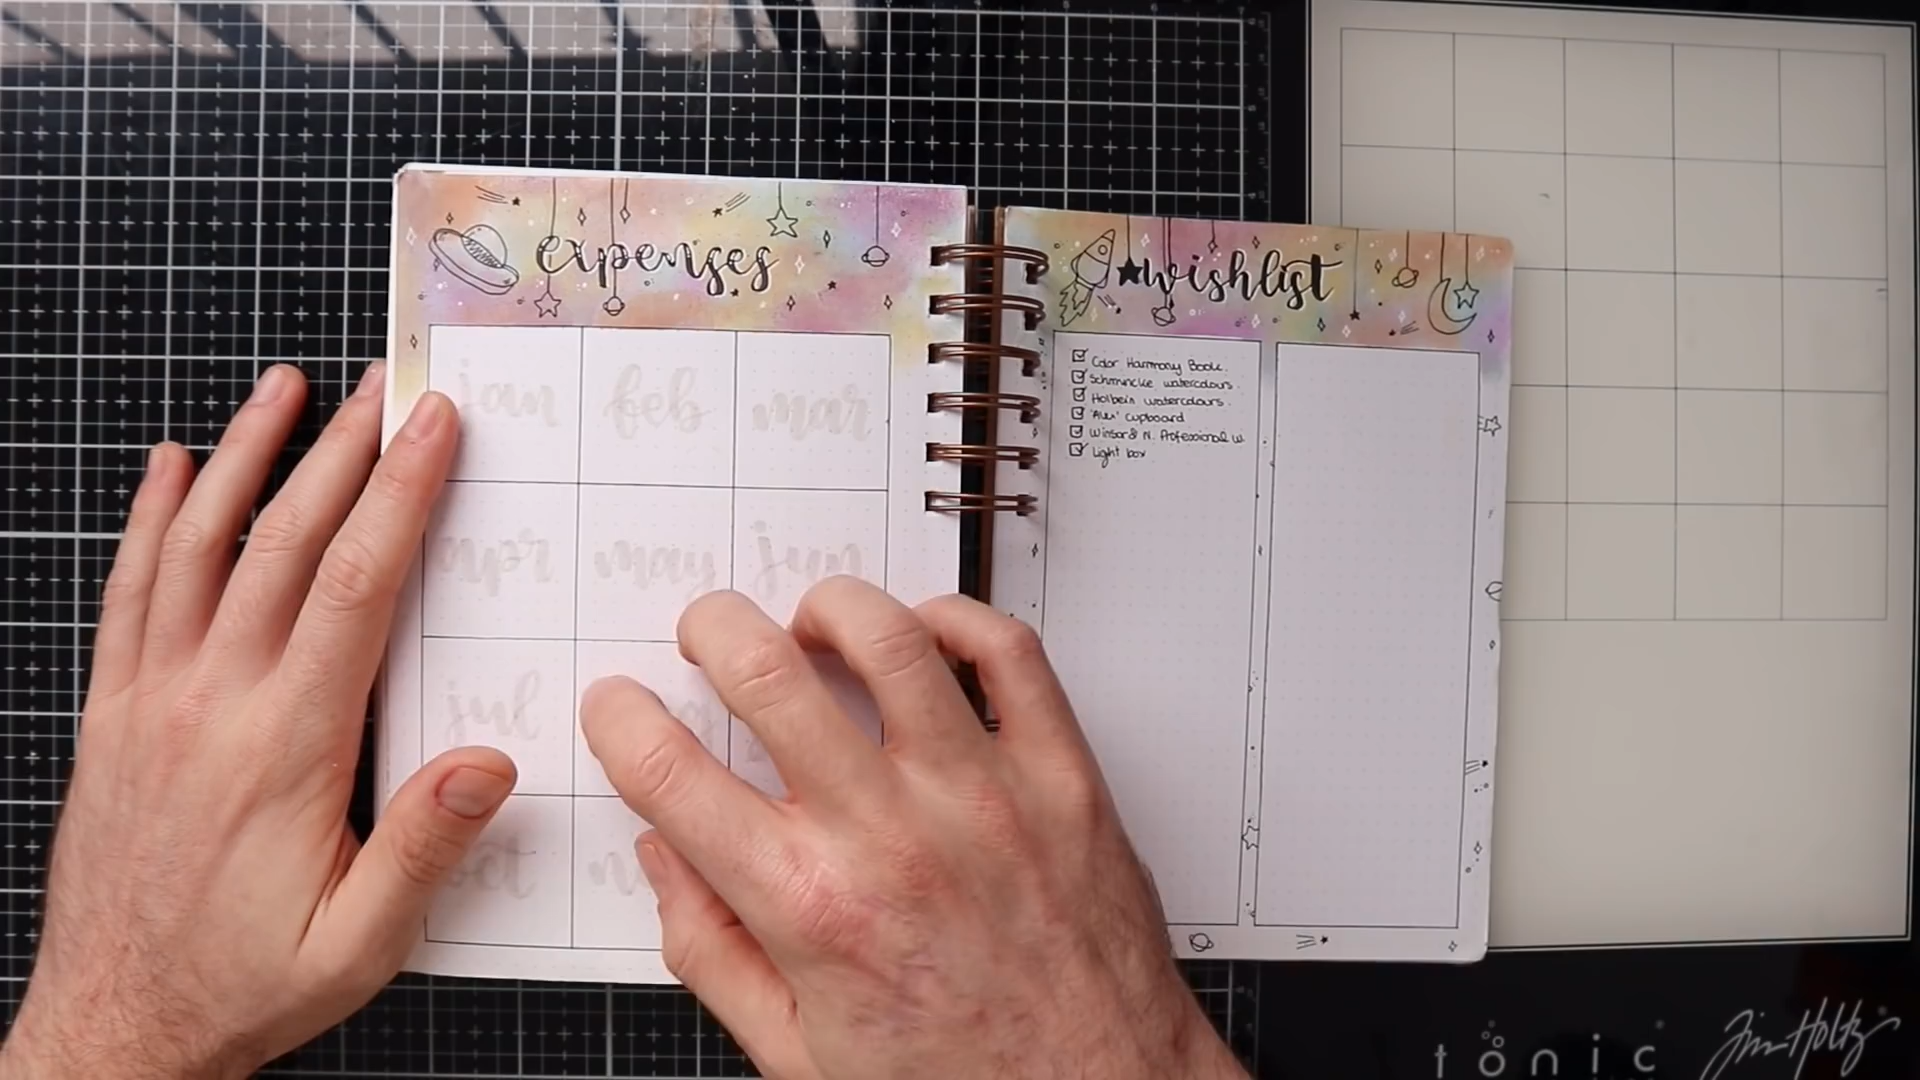 expenses
jan feb mar
apr may jun
jul
oct
wishlist
Color Harmony Book.
Schmincke watercolours.
Holbein watercolours.
'Alex' cupboard
Winsor & N. Professional W.
Light box
tonic
Tim Holtz